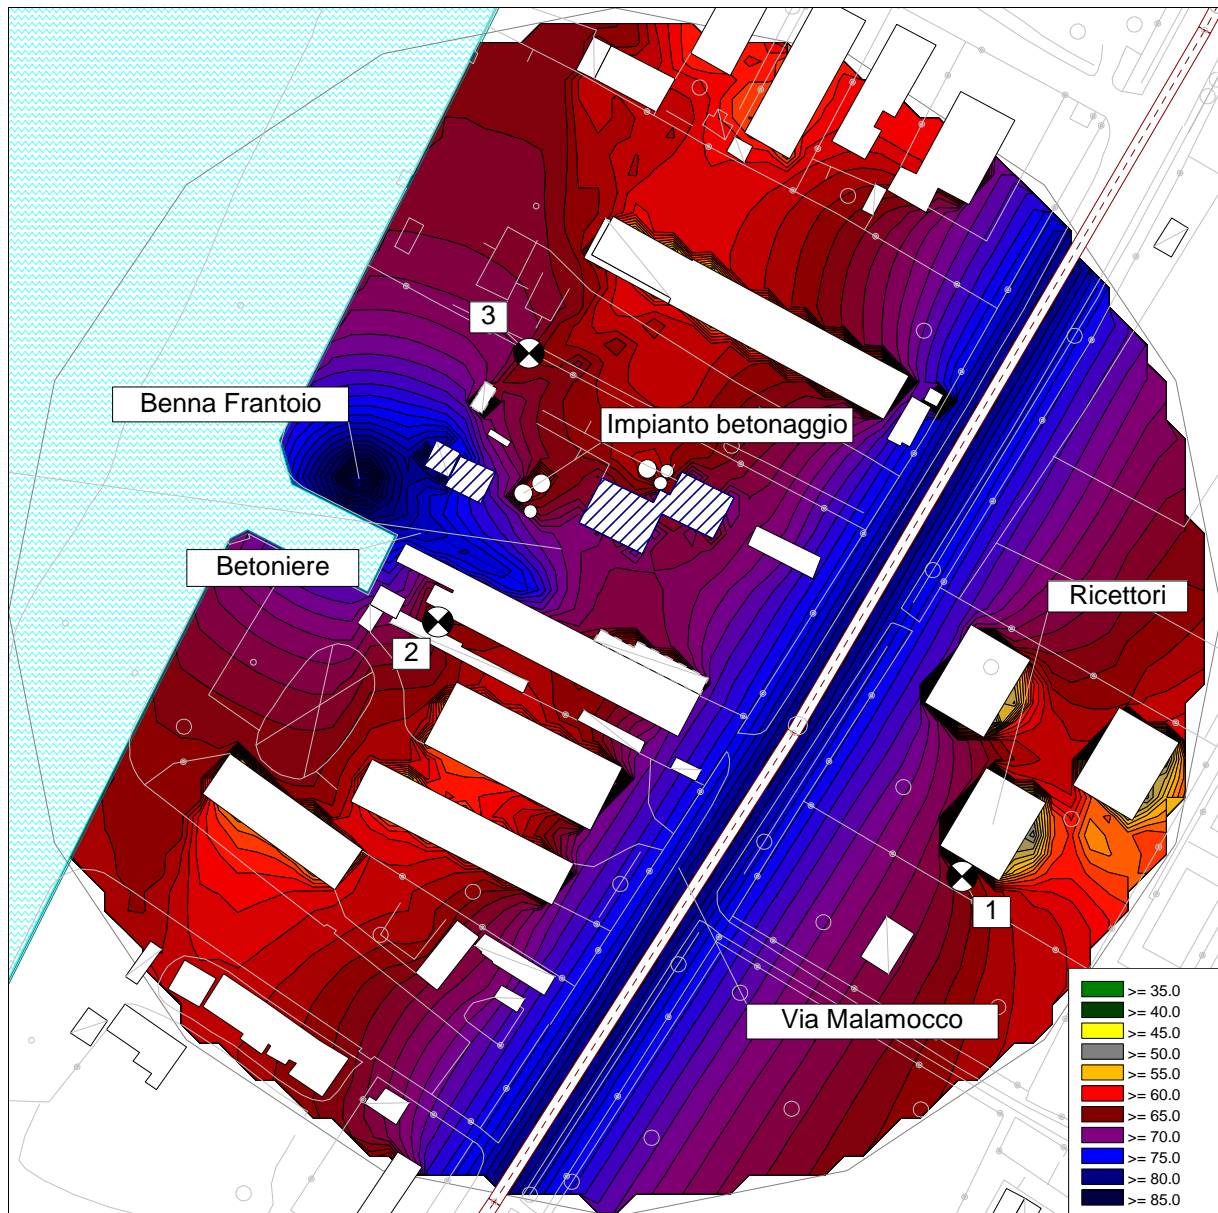 3
Benna Frantoio
Impianto betonaggio
Betoniere
Ricettori
2
1
Via Malamocco
>= 35.0
>= 40.0
>= 45.0
>= 50.0
>= 55.0
>= 60.0
>= 65.0
>= 70.0
>= 75.0
>= 80.0
>= 85.0